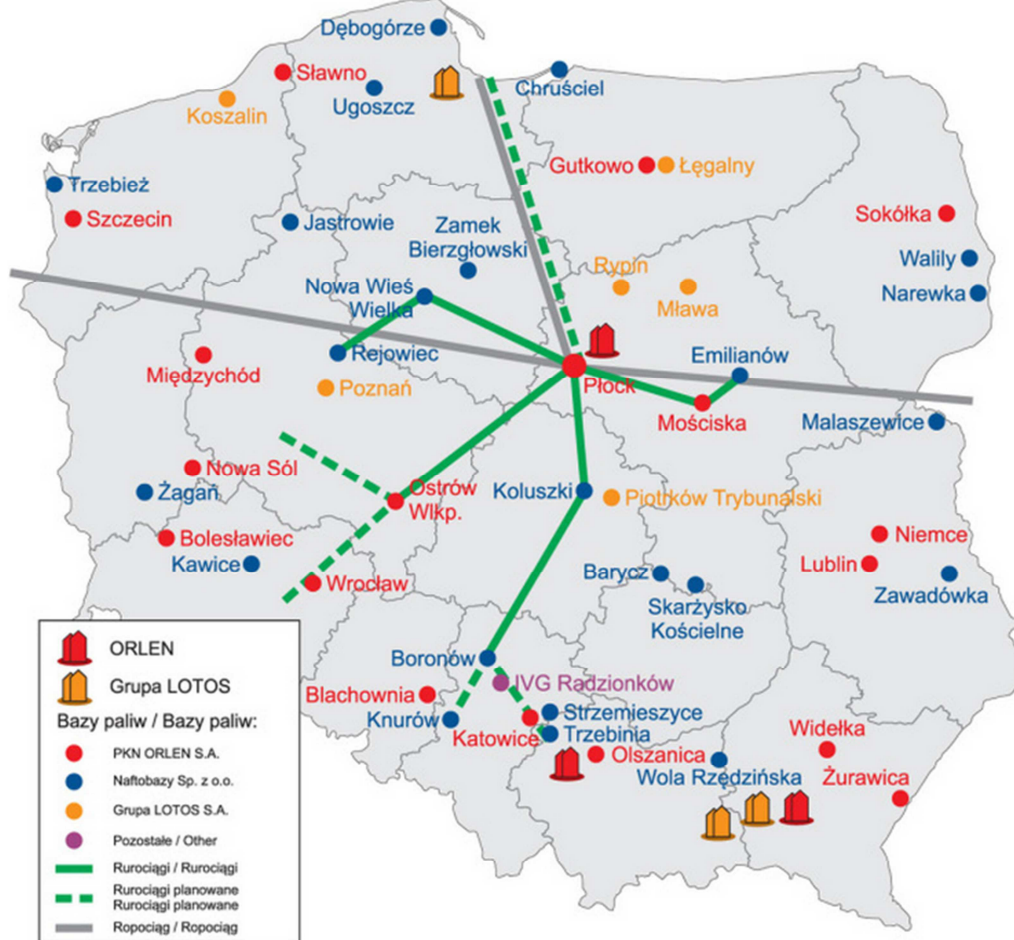 Dębogórze
Sławno
Ugoszcz
Chruściel
Koszalin
Gutkowo
Łęgalny
Trzebież
Szczecin
Sokółka
Jastrowie
Zamek
Bierzgłowski
Walily
Rypin
Narewka
Nowa Wieś
Wielka
Mława
Rejowiec
Emilianów
Międzychód
Poznań
Płock
Mościska
Malaszewice
Nowa Sól
Ostrów
Wlkp.
Żagań
Koluszki
Piotrków Trybunalski
Bolesławiec
Niemce
Kawice
Lublin
Wrocław
Barycz
Zawadówka
Skarżysko
Kościelne
Boronów
IVG Radzionków
Blachownia
Knurów
Strzemieszyce
Katowice
Trzebinia
Widełka
Olszanica
Wola Rzędzińska
Żurawica
ORLEN
Grupa LOTOS
Bazy paliw / Bazy paliw:
PKN ORLEN S.A.
Naftobazy Sp. z o.o.
Grupa LOTOS S.A.
Pozostałe / Other
Rurociągi / Rurociągi
Rurociągi planowane
Rurociągi planowane
Ropociąg / Ropociąg